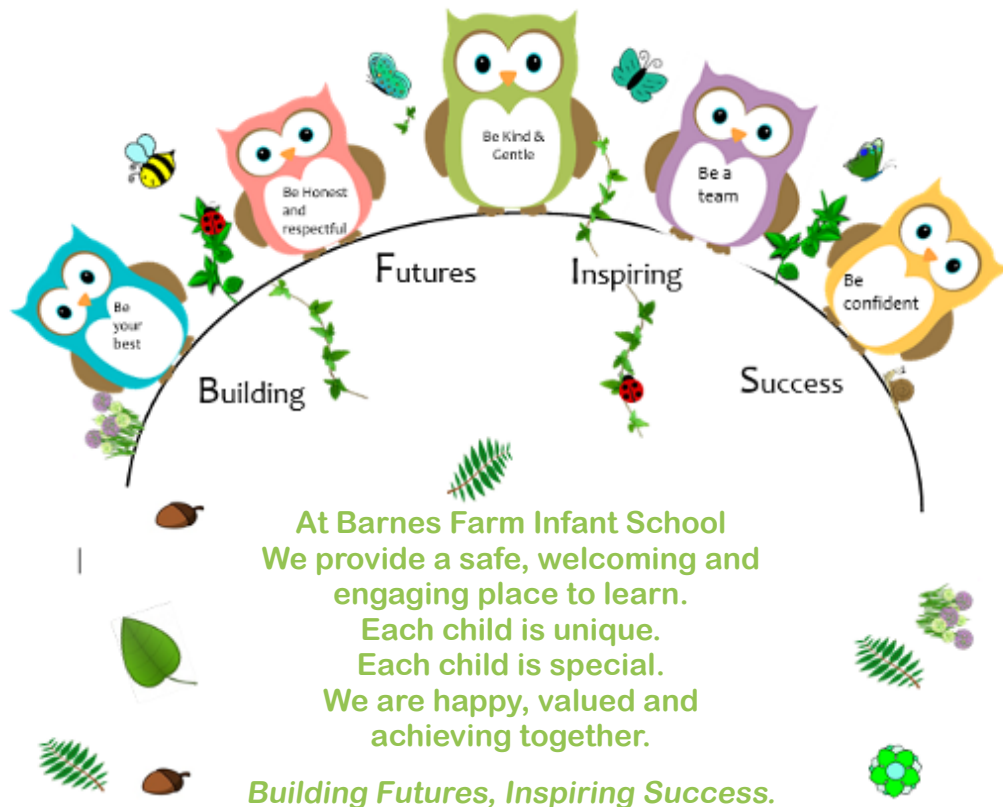 Be Kind &
Gentle
Be Honest
and
respectful
Be a
team
Be
your
best
Be
confident
Futures
Inspiring
Building
Success
At Barnes Farm Infant School
We provide a safe, welcoming and
engaging place to learn.
Each child is unique.
Each child is special.
We are happy, valued and
achieving together.
Building Futures, Inspiring Success.